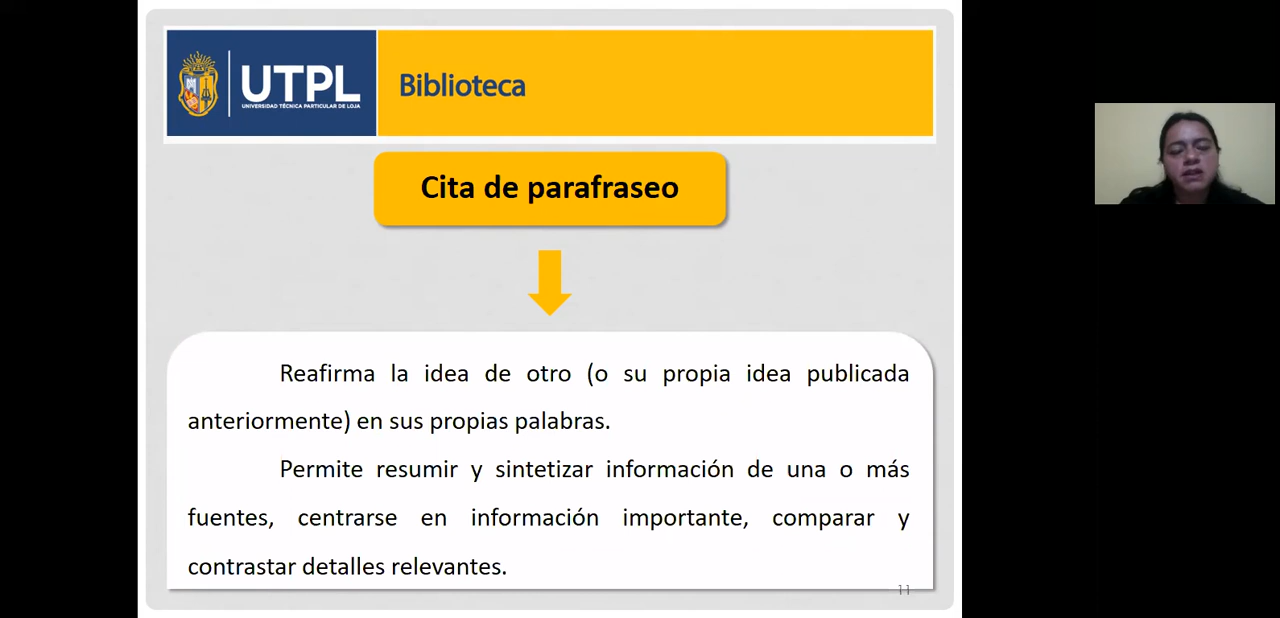 UTPL
UNIVERSIDAD TÉCNICA PARTICULAR DE LOJA
Biblioteca
Cita de parafraseo
Reafirma la idea de otro (o su propia idea publicada
anteriormente) en sus propias palabras.
Permite resumir y sintetizar información de una o más
fuentes, centrarse en información importante, comparar y
contrastar detalles relevantes.
11